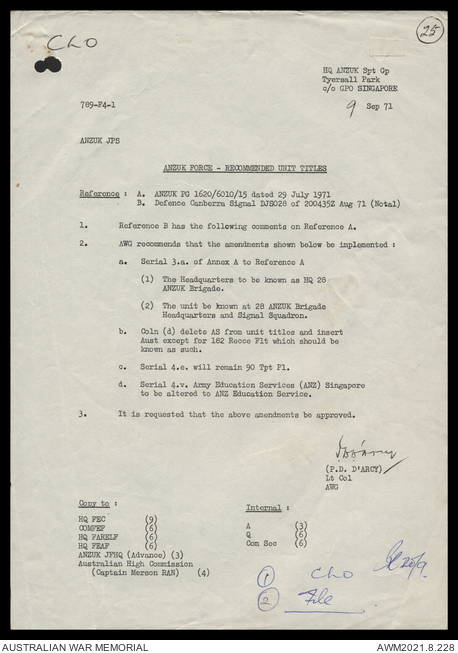 CLO
25
HQ ANZUK Spt Gp
Tyersall Park
c/o GPO SINGAPORE
9 Sep 71
789-F4-1
ANZUK JPS
ANZUK FORCE - RECOMMENDED UNIT TITLES
Reference : A. ANZUK PG 1620/6010/15 dated 29 July 1971
B. Defence Canberra Signal DJS028 of 200435Z Aug 71 (Notal)
1. Reference B has the following comments on Reference A.
2. AWG recommends that the amendments shown below be implemented :
a. Serial 3.a. of Annex A to Reference A
(1) The Headquarters to be known as HQ 28
ANZUK Brigade.
(2) The unit be known at 28 ANZUK Brigade
Headquarters and Signal Squadron.
b. Coln (d) delete AS from unit titles and insert
Aust except for 182 Recce Flt which should be
known as such.
c. Serial 4.e. will remain 90 Tpt Pl.
d. Serial 4.v. Army Education Services (ANZ) Singapore
to be altered to ANZ Education Service.
3. It is requested that the above amendments be approved.
(P.D. D'ARCY)
Lt Col
AWG
Copy to :
HQ FEC (9)
COMFEF (6)
HQ FARELF (6)
HQ FEAF (6)
ANZUK JFHQ (Advance) (3)
Australian High Commission
(Captain Merson RAN) (4)
Internal :
A (3)
Q (6)
Com Sec (6)
1 CLO
2 File
AUSTRALIAN WAR MEMORIAL
AWM2021.8.228